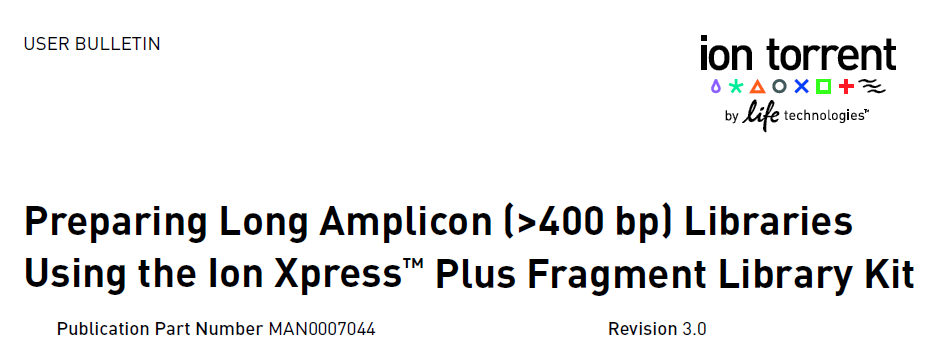 USER BULLETIN
ion torrent
by life technologies™
Preparing Long Amplicon (>400 bp) Libraries
Using the Ion Xpress™ Plus Fragment Library Kit
Publication Part Number MAN0007044 Revision 3.0